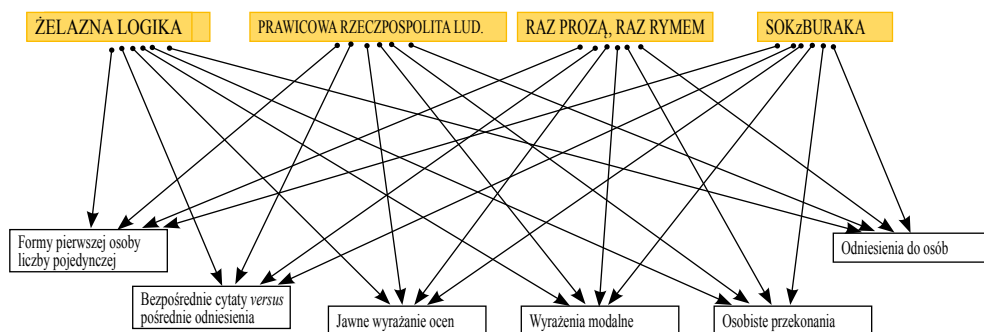 ŻELAZNA LOGIKA
PRAWICOWA RZECZPOSPOLITA LUD.
RAZ PROZĄ, RAZ RYMEM
SOKzBURAKA
Formy pierwszej osoby
liczby pojedynczej
Odniesienia do osób
Bezpośrednie cytaty versus
pośrednie odniesienia
Jawne wyrażanie ocen
Wyrażenia modalne
Osobiste przekonania